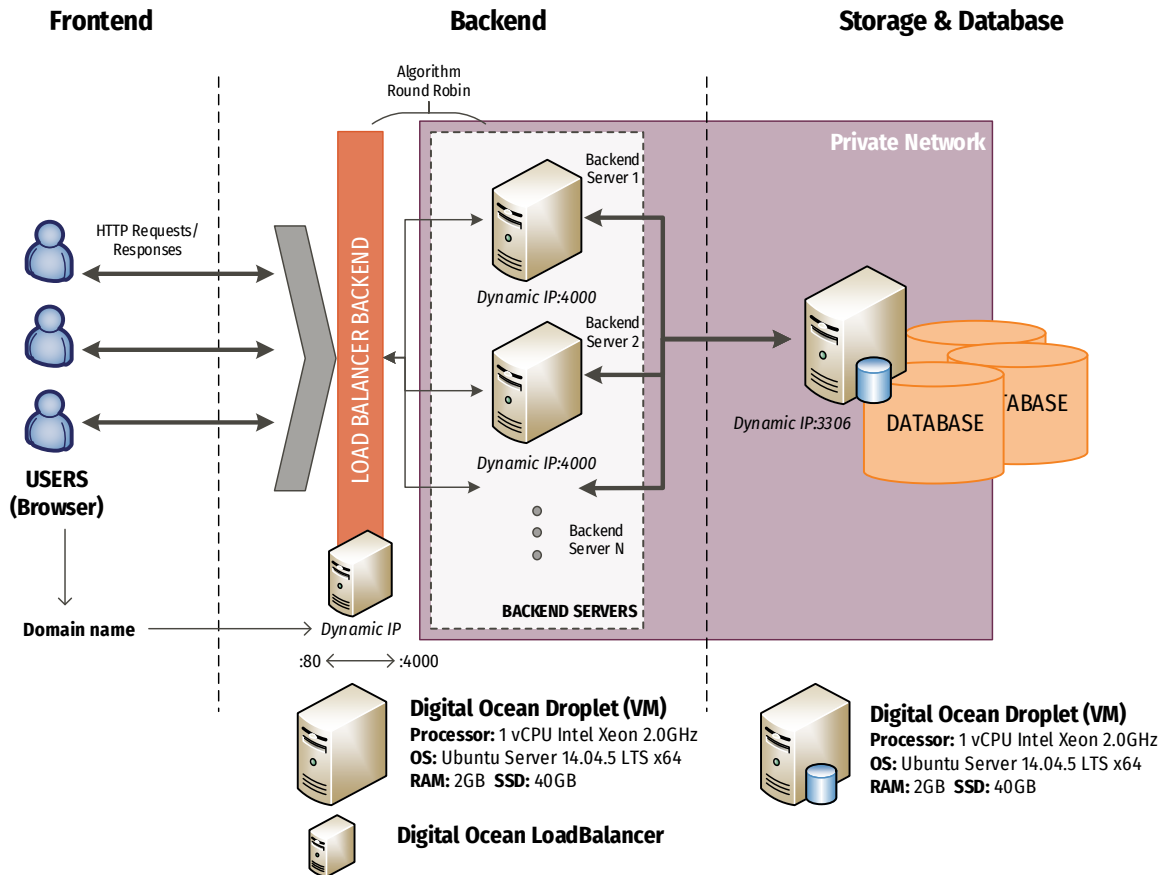 Frontend
Backend
Storage & Database
Algorithm
Round Robin
Private Network
Backend
Server 1
HTTP Requests/
Responses
LOAD BALANCER BACKEND
Dynamic IP:4000
Backend
Server 2
Dynamic IP:4000
Dynamic IP:3306
DATABASE
TABASE
USERS
(Browser)
Backend
Server N
BACKEND SERVERS
Domain name
Dynamic IP
:80
:4000
Digital Ocean Droplet (VM)
Processor: 1 vCPU Intel Xeon 2.0GHz
OS: Ubuntu Server 14.04.5 LTS x64
RAM: 2GB SSD: 40GB
Digital Ocean LoadBalancer
Digital Ocean Droplet (VM)
Processor: 1 vCPU Intel Xeon 2.0GHz
OS: Ubuntu Server 14.04.5 LTS x64
RAM: 2GB SSD: 40GB